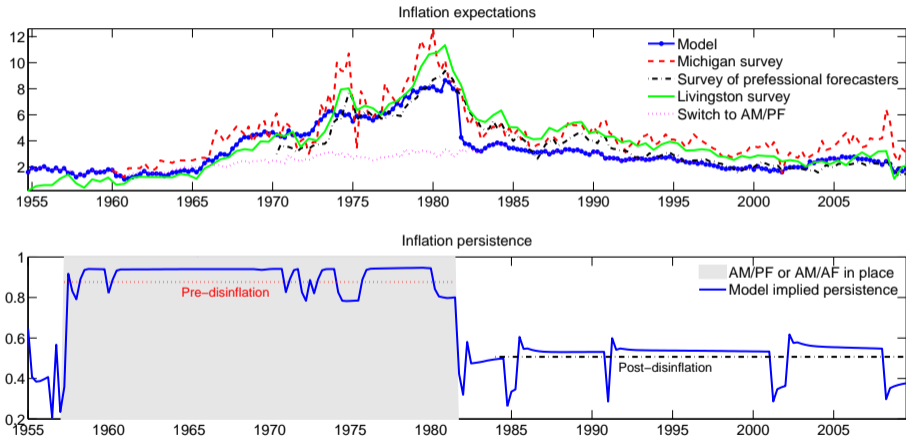 Inflation expectations
12
10
8
6
4
2
Model
Michigan survey
Survey of prefessional forecasters
Livingston survey
Switch to AM/PF
1955 1960 1965 1970 1975 1980 1985 1990 1995 2000 2005
Inflation persistence
1
0.8
0.6
0.4
0.2
AM/PF or AM/AF in place
Model implied persistence
Pre−disinflation
Post−disinflation
1955 1960 1965 1970 1975 1980 1985 1990 1995 2000 2005